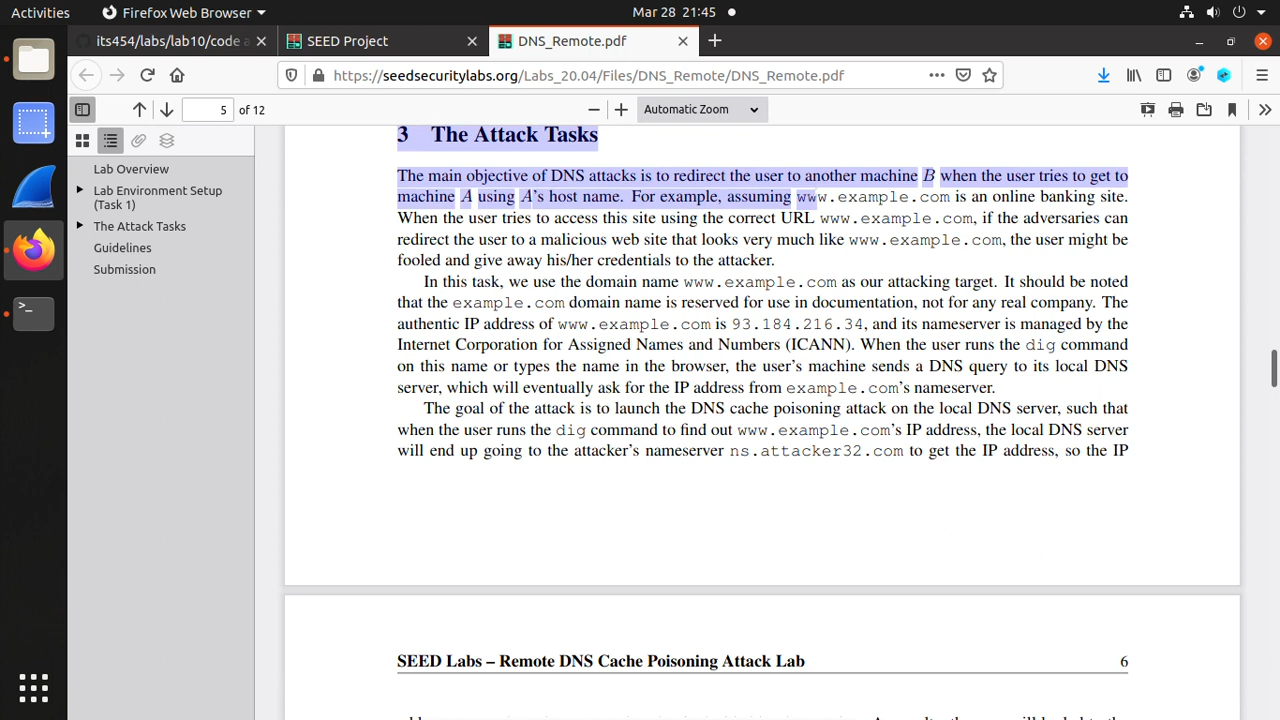 Activities
Firefox Web Browser
Mar 28 21:45
its454/labs/lab10/code a
SEED Project
DNS_Remote.pdf
https://seedsecuritylabs.org/Labs_20.04/Files/DNS_Remote/DNS_Remote.pdf
5 of 12
Automatic Zoom
Lab Overview
Lab Environment Setup
(Task 1)
The Attack Tasks
Guidelines
Submission
3 The Attack Tasks
The main objective of DNS attacks is to redirect the user to another machine B when the user tries to get to
machine A using A's host name. For example, assuming www.example.com is an online banking site.
When the user tries to access this site using the correct URL www.example.com, if the adversaries can
redirect the user to a malicious web site that looks very much like www.example.com, the user might be
fooled and give away his/her credentials to the attacker.
In this task, we use the domain name www.example.com as our attacking target. It should be noted
that the example.com domain name is reserved for use in documentation, not for any real company. The
authentic IP address of www.example.com is 93.184.216.34, and its nameserver is managed by the
Internet Corporation for Assigned Names and Numbers (ICANN). When the user runs the dig command
on this name or types the name in the browser, the user's machine sends a DNS query to its local DNS
server, which will eventually ask for the IP address from example.com's nameserver.
The goal of the attack is to launch the DNS cache poisoning attack on the local DNS server, such that
when the user runs the dig command to find out www.example.com's IP address, the local DNS server
will end up going to the attacker's nameserver ns.attacker32.com to get the IP address, so the IP
SEED Labs – Remote DNS Cache Poisoning Attack Lab 6